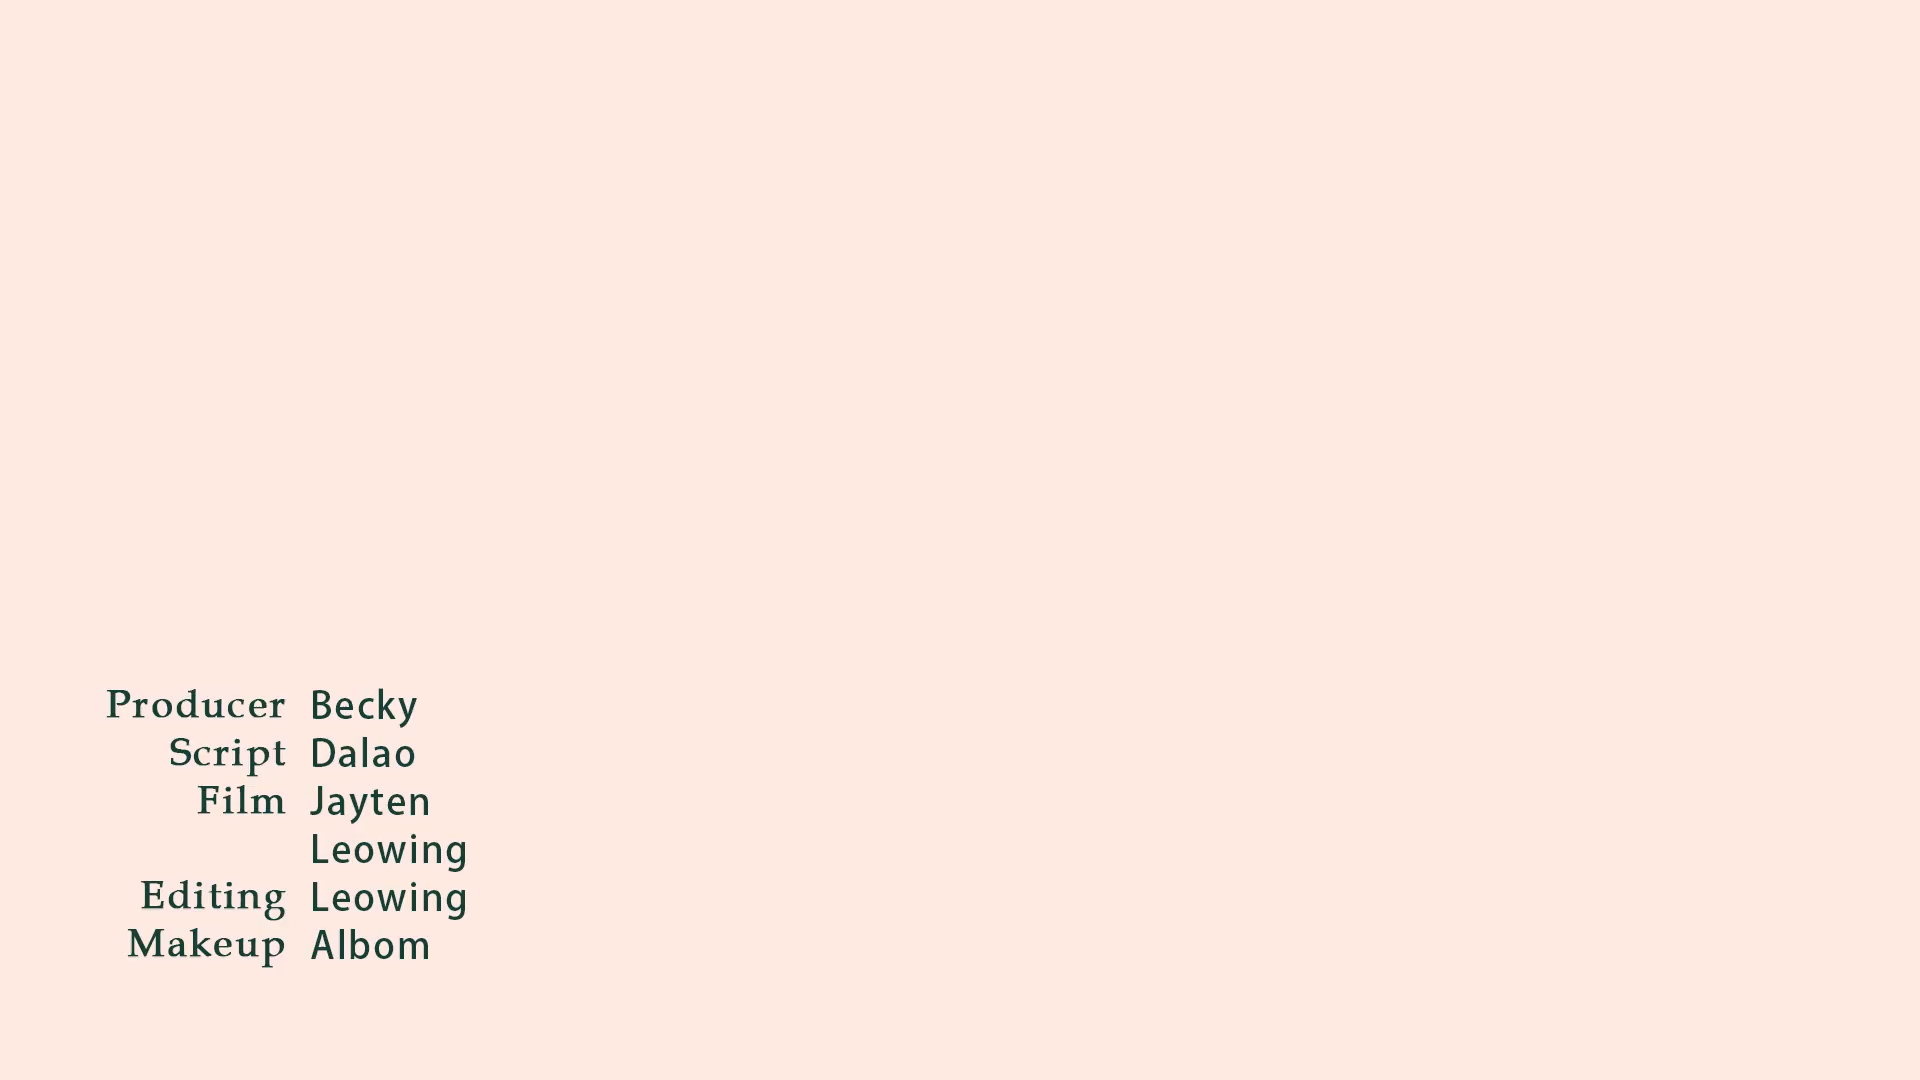 Producer Becky
Script Dalao
Film Jayten
Leowing
Editing Leowing
Makeup Albom